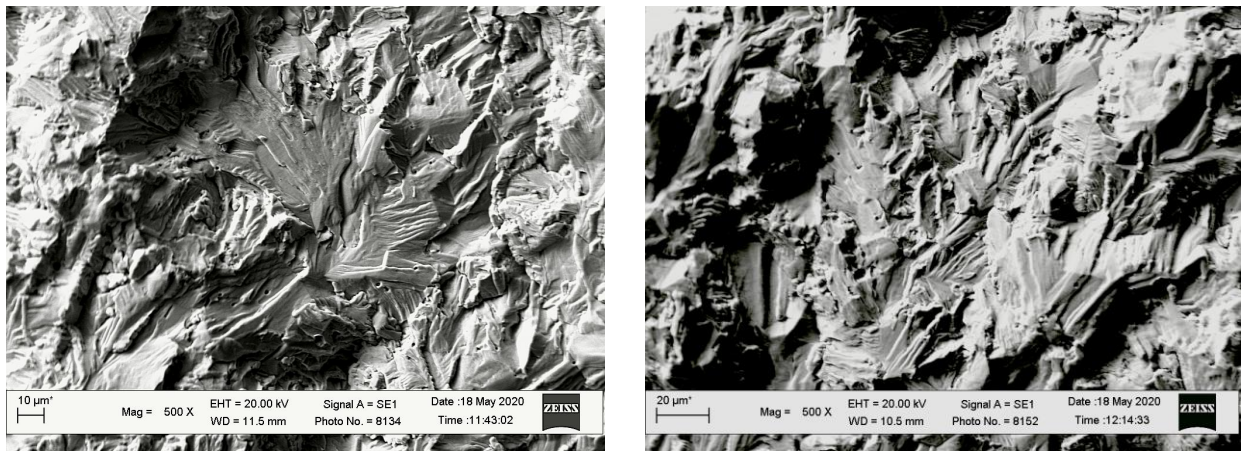 10 µm*
Mag = 500 X
EHT = 20.00 kV
WD = 11.5 mm
Signal A = SE1
Photo No. = 8134
Date :18 May 2020
Time :11:43:02
ZEISS
20 µm*
Mag = 500 X
EHT = 20.00 kV
WD = 10.5 mm
Signal A = SE1
Photo No. = 8152
Date :18 May 2020
Time :12:14:33
ZEISS